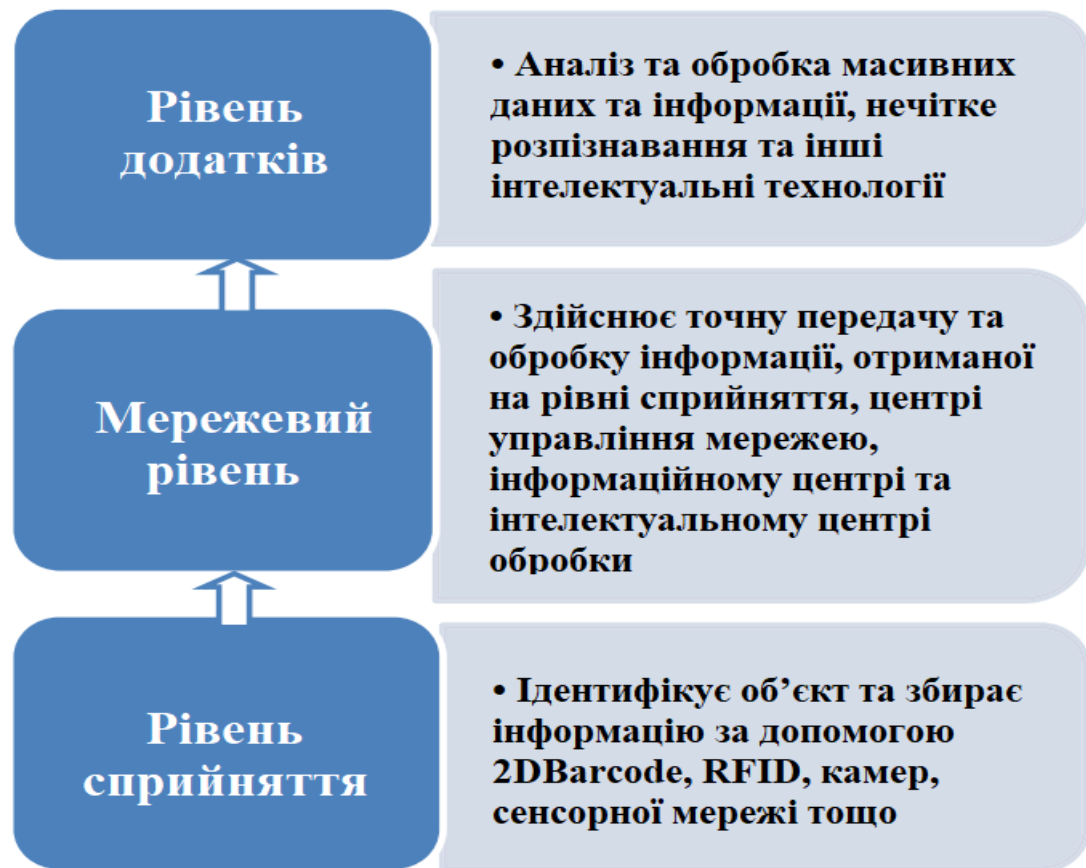 Рівень
додатків
• Аналіз та обробка масивних
даних та інформації, нечітке
розпізнавання та інші
інтелектуальні технології
Мережевий
рівень
• Здійснює точну передачу та
обробку інформації, отриманої
на рівні сприйняття, центрі
управління мережею,
інформаційному центрі та
інтелектуальному центрі
обробки
Рівень
сприйняття
• Ідентифікує об’єкт та збирає
інформацію за допомогою
2DBarcode, RFID, камер,
сенсорної мережі тощо